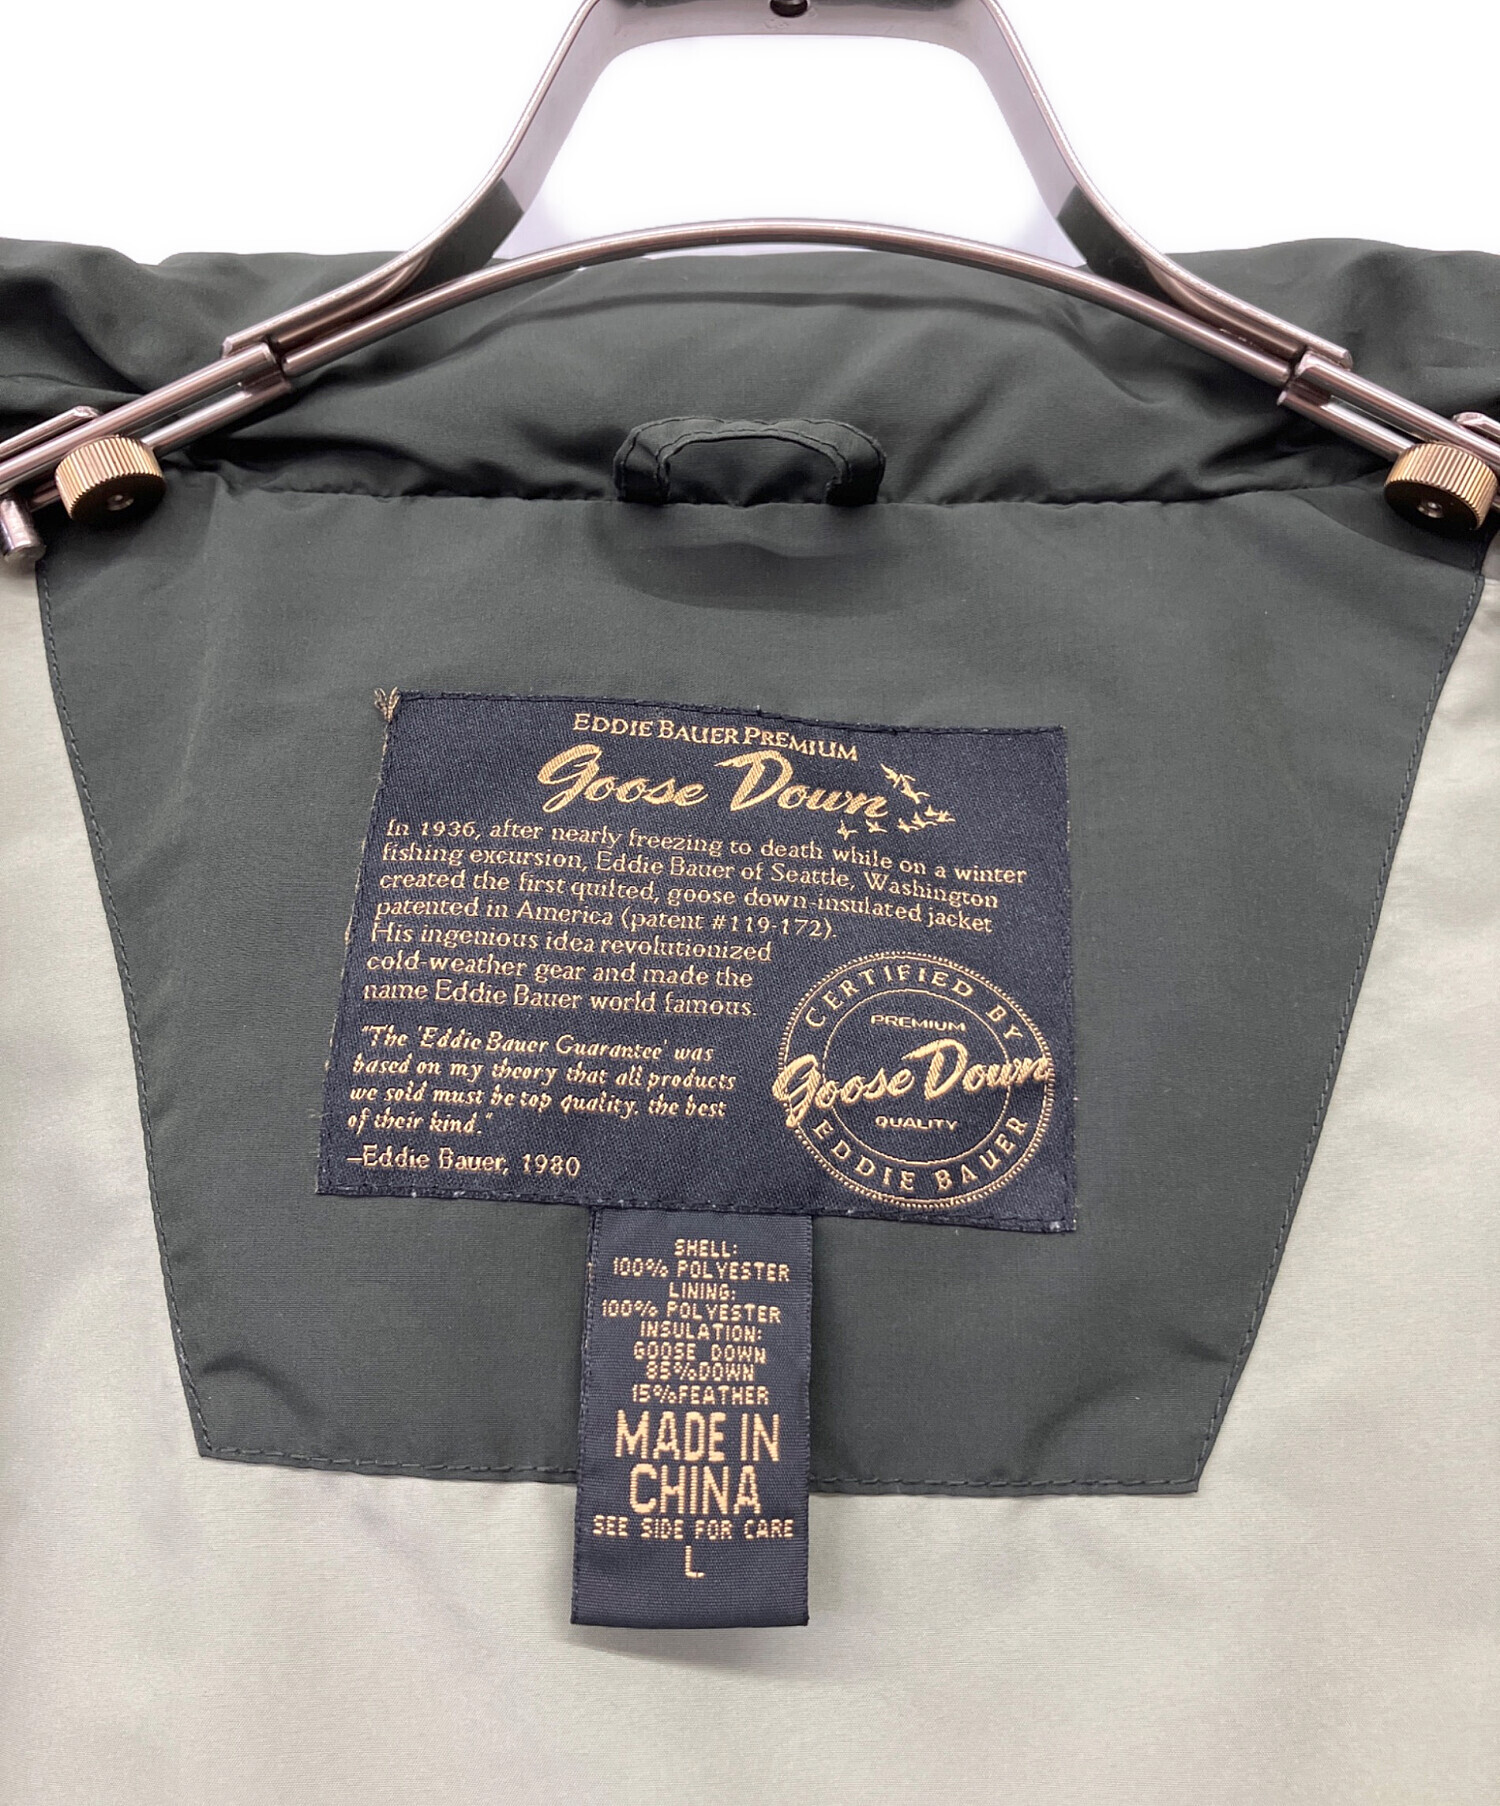 EDDIE BAUER PREMIUM
Goose Down
In 1936, after nearly freezing to death while on a winter
fishing excursion, Eddie Bauer of Seattle, Washington
created the first quilted, goose down-insulated jacket
patented in America (patent #119-172).
His ingenious idea revolutionized
cold-weather gear and made the
name Eddie Bauer world famous.
"The 'Eddie Bauer Guarantee' was
based on my theory that all products
we sold must be top quality, the best
of their kind."
–Eddie Bauer, 1980
CERTIFIED BY
PREMIUM
Goose Down
QUALITY
EDDIE BAUER
SHELL:
100% POLYESTER
LINING:
100% POLYESTER
INSULATION:
GOOSE DOWN
85%DOWN
15%FEATHER
MADE IN
CHINA
SEE SIDE FOR CARE
L